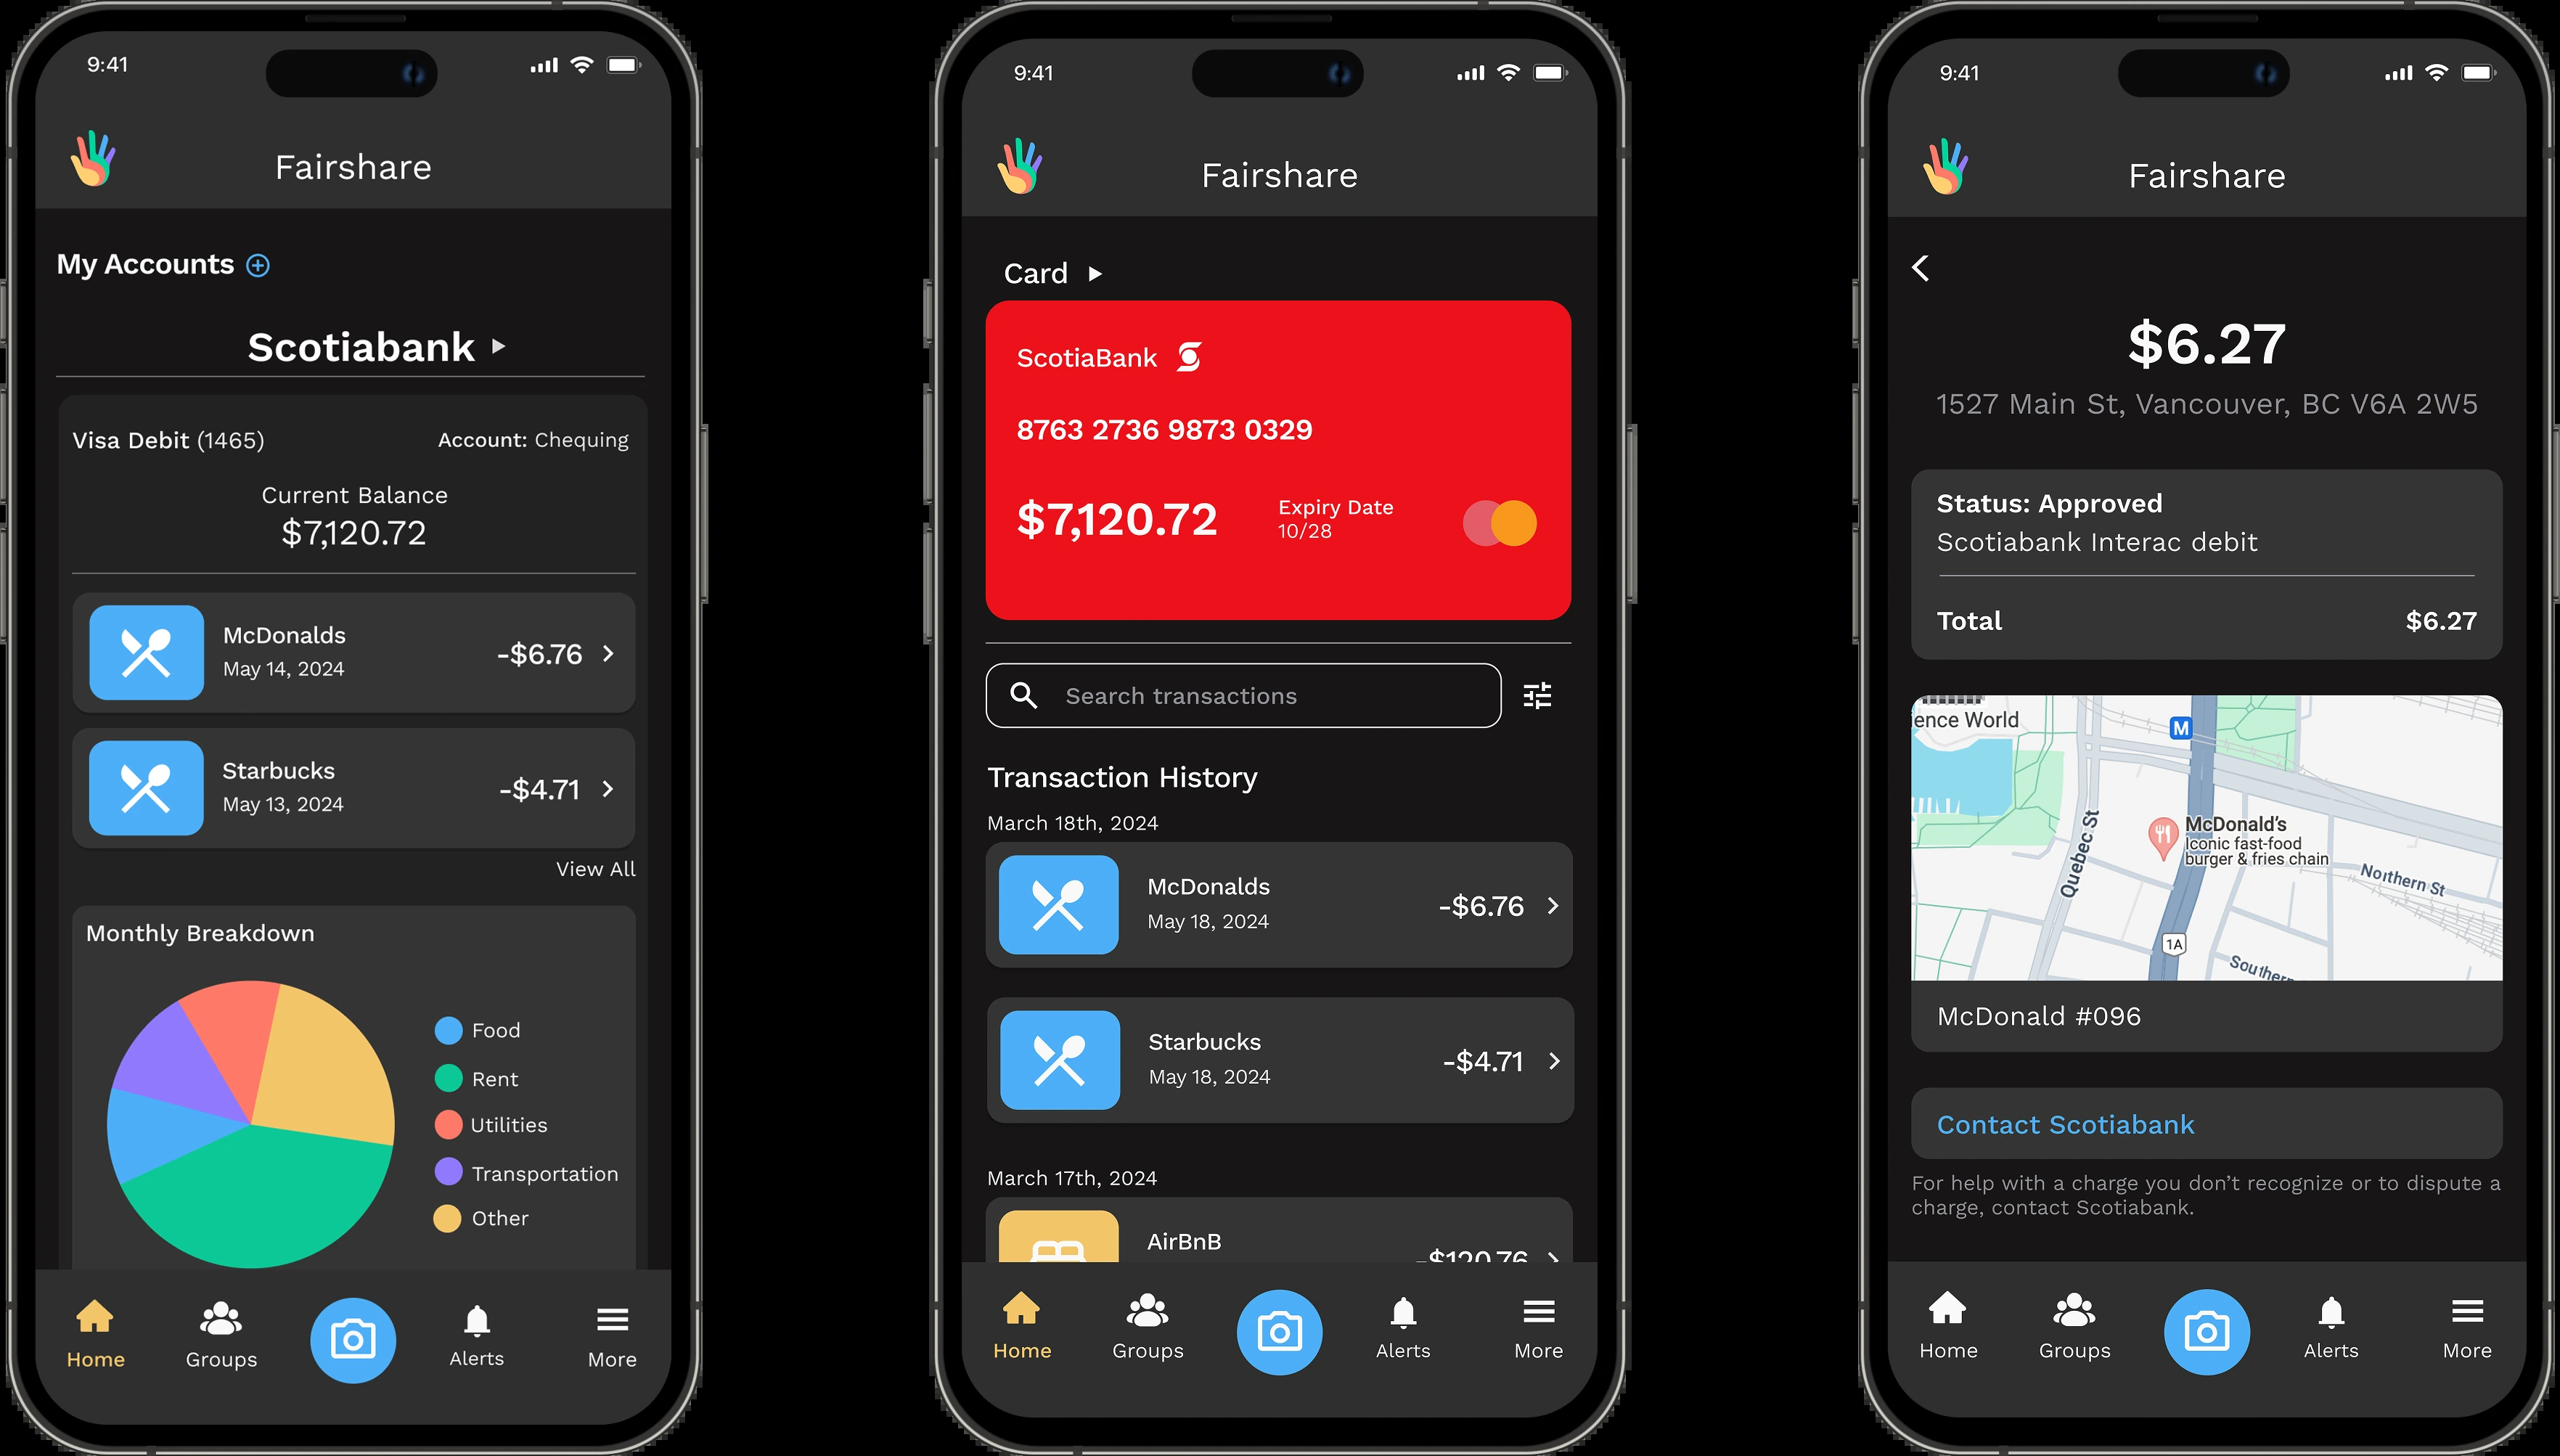 9:41
Fairshare
My Accounts
Scotiabank
Visa Debit (1465) Account: Chequing
Current Balance
$7,120.72
McDonalds
May 14, 2024
-$6.76
Starbucks
May 13, 2024
-$4.71
View All
Monthly Breakdown
Food
Rent
Utilities
Transportation
Other
Home Groups Alerts More
9:41
Fairshare
Card
ScotiaBank
8763 2736 9873 0329
$7,120.72
Expiry Date
10/28
Search transactions
Transaction History
March 18th, 2024
McDonalds
May 18, 2024
-$6.76
Starbucks
May 18, 2024
-$4.71
March 17th, 2024
AirBnB
-$120.76
Home Groups Alerts More
9:41
Fairshare
$6.27
1527 Main St, Vancouver, BC V6A 2W5
Status: Approved
Scotiabank Interac debit
Total $6.27
ience World
M
Quebec St
McDonald's
Iconic fast-food
burger & fries chain
Northern St
1A
Southern
McDonald #096
Contact Scotiabank
For help with a charge you don't recognize or to dispute a
charge, contact Scotiabank.
Home Groups Alerts More